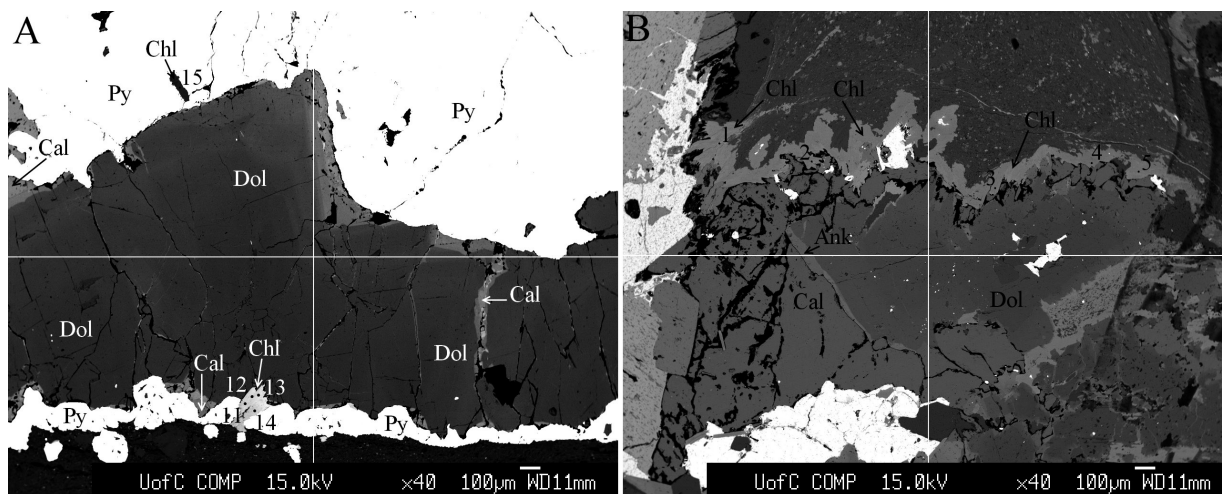 A
Chl
15
Py
Py
Cal
Dol
Cal
Dol
Cal
Chl
12
13
Dol
11
14
Py
Py
UofC COMP 15.0kV ×40 100µm WD11mm
B
Chl
Chl
1
2
Chl
4
3
5
Ank
Cal
Dol
UofC COMP 15.0kV ×40 100µm WD11mm